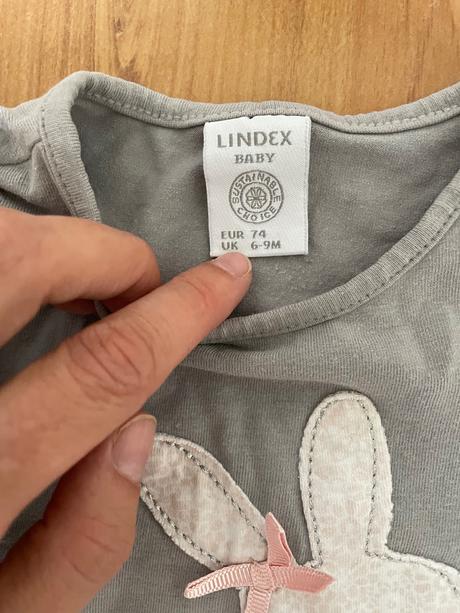 LINDEX
BABY
SUSTAINABLE
CHOICE
EUR 74
UK 6-9M